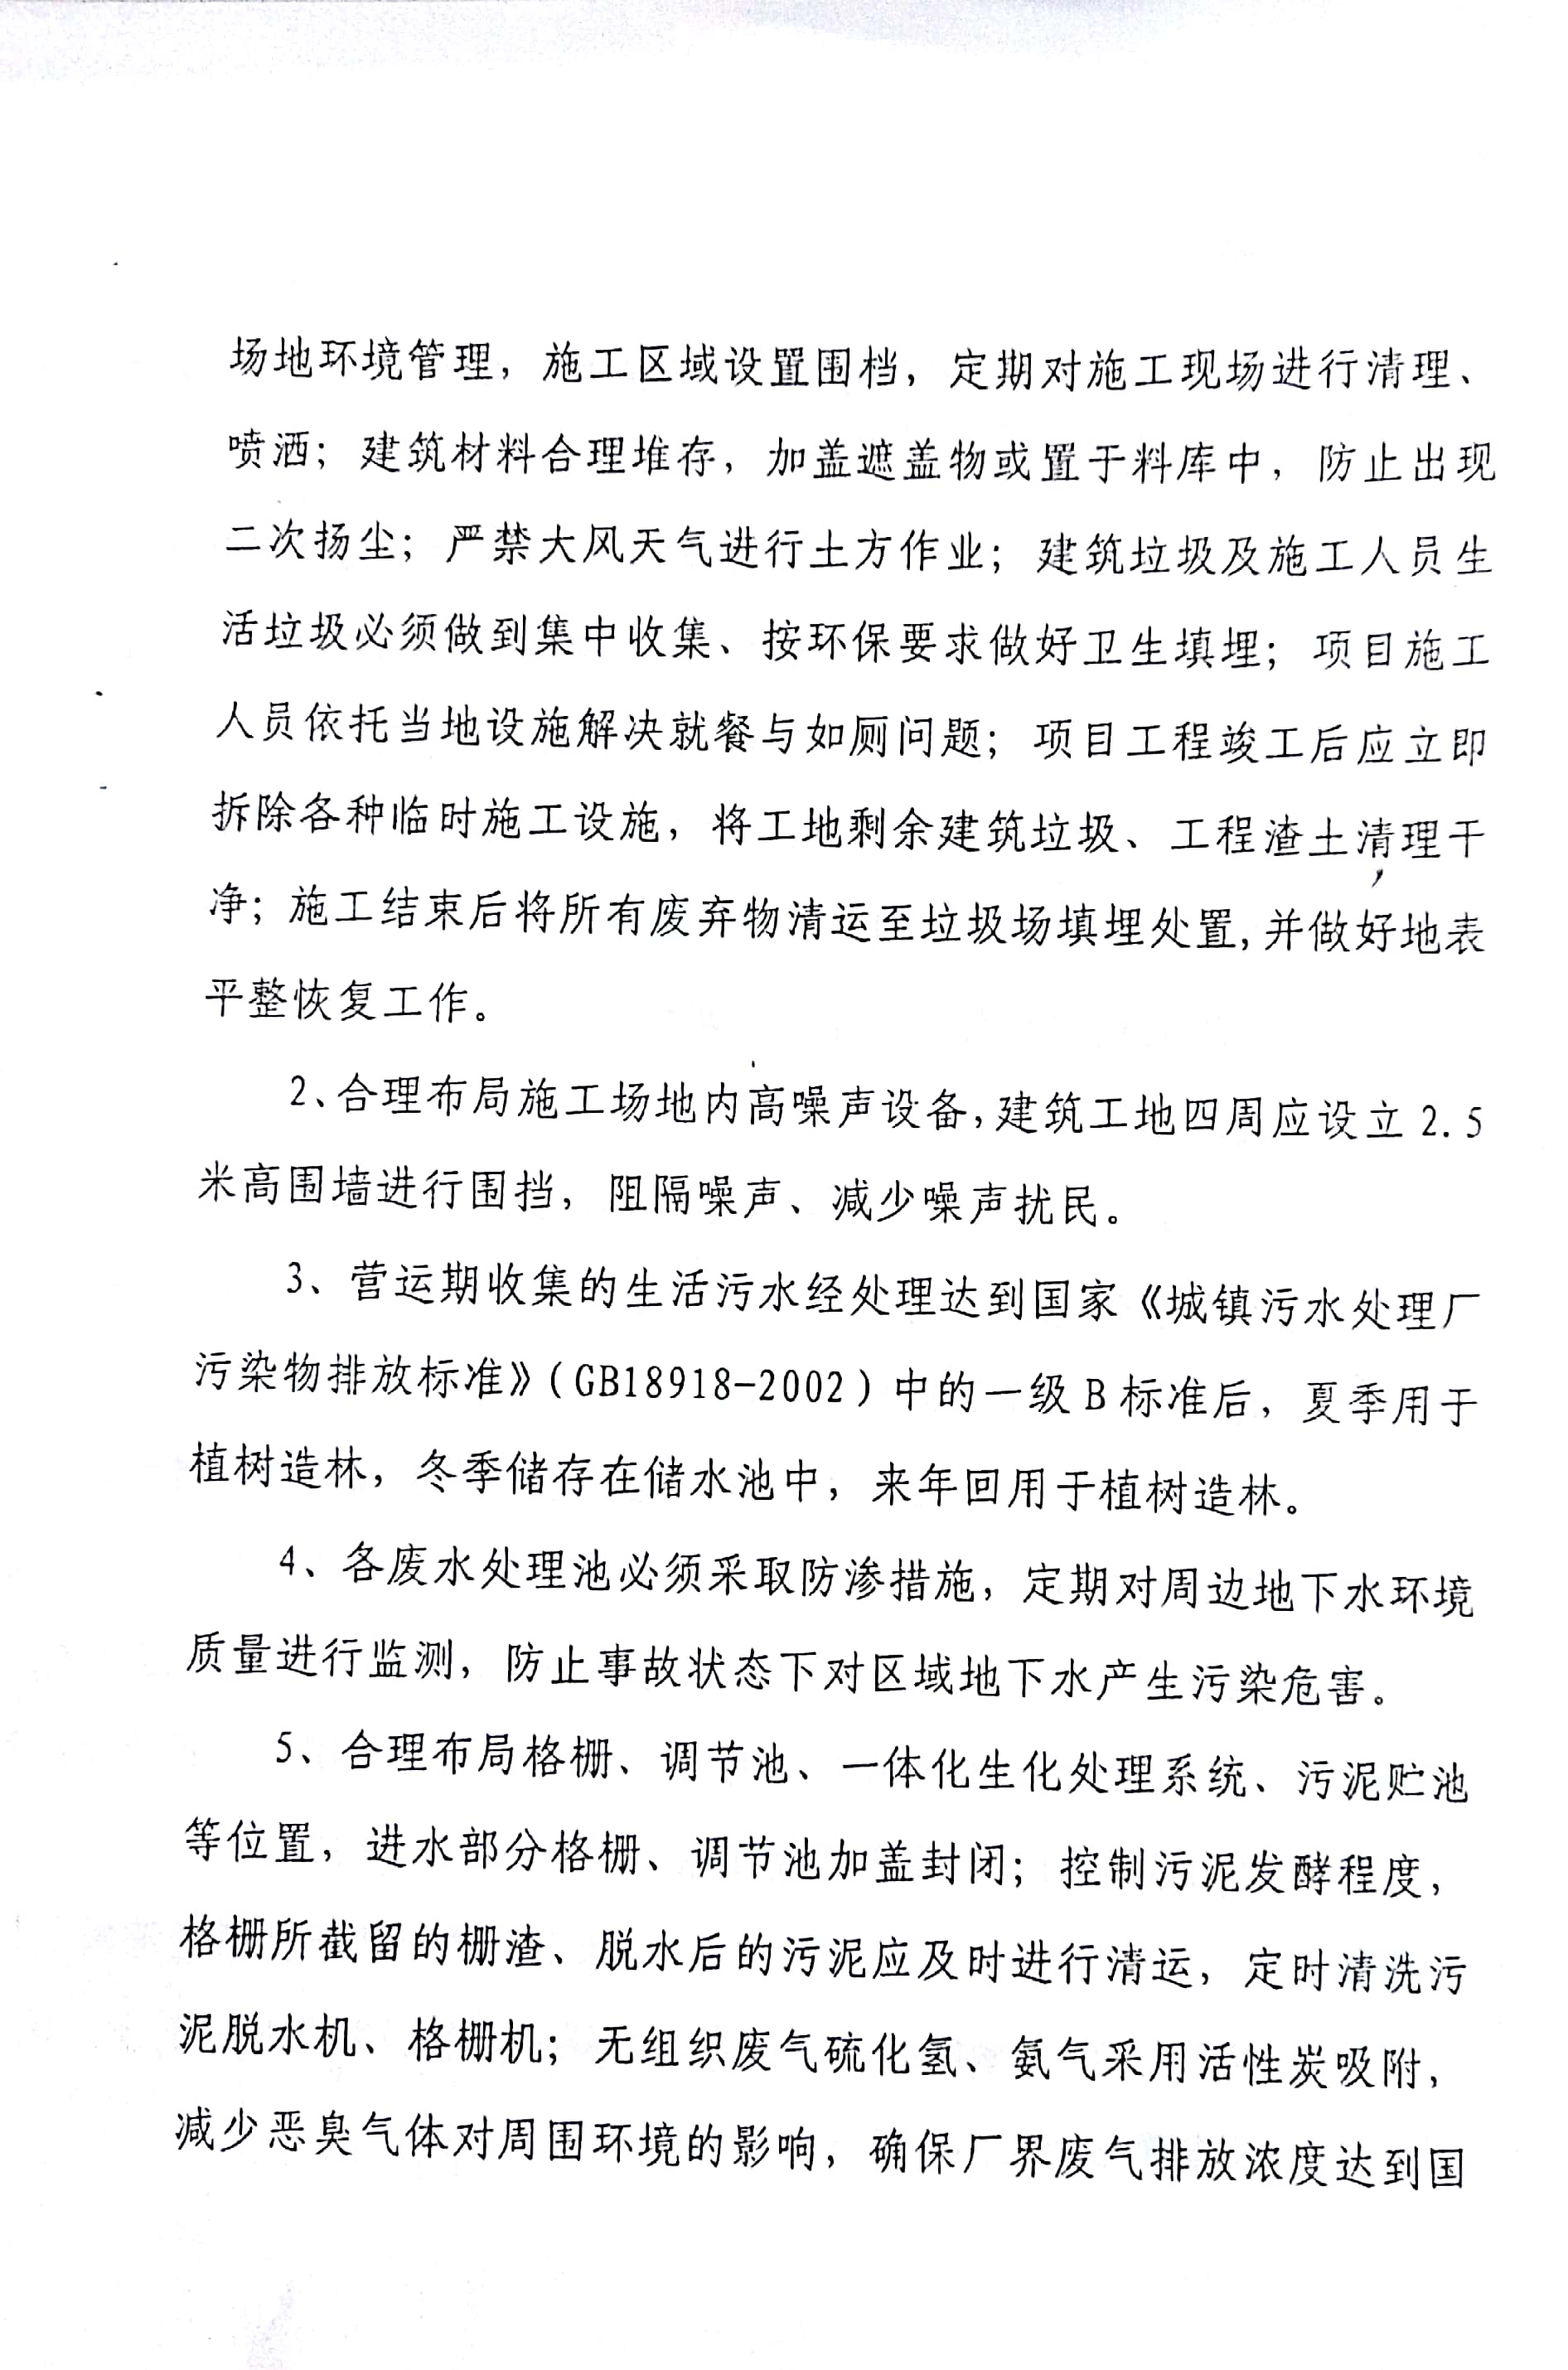 场地环境管理，施工区域设置围档，定期对施工现场进行清理、
喷洒；建筑材料合理堆存，加盖遮盖物或置于料库中，防止出现
二次扬尘；严禁大风天气进行土方作业；建筑垃圾及施工人员生
活垃圾必须做到集中收集、按环保要求做好卫生填埋；项目施工
人员依托当地设施解决就餐与如厕问题；项目工程竣工后应立即
拆除各种临时施工设施，将工地剩余建筑垃圾、工程渣土清理干
净；施工结束后将所有废弃物清运至垃圾场填埋处置,并做好地表
平整恢复工作。
2、合理布局施工场地内高噪声设备,建筑工地四周应设立2.5
米高围墙进行围挡，阻隔噪声、减少噪声扰民。
3、营运期收集的生活污水经处理达到国家《城镇污水处理厂
污染物排放标准》（GB18918-2002）中的一级B标准后，夏季用于
植树造林，冬季储存在储水池中，来年回用于植树造林。
4、各废水处理池必须采取防渗措施，定期对周边地下水环境
质量进行监测，防止事故状态下对区域地下水产生污染危害。
5、合理布局格栅、调节池、一体化生化处理系统、污泥贮池
等位置，进水部分格栅、调节池加盖封闭；控制污泥发酵程度，
格栅所截留的栅渣、脱水后的污泥应及时进行清运，定时清洗污
泥脱水机、格栅机；无组织废气硫化氢、氨气采用活性炭吸附，
减少恶臭气体对周围环境的影响，确保厂界废气排放浓度达到国